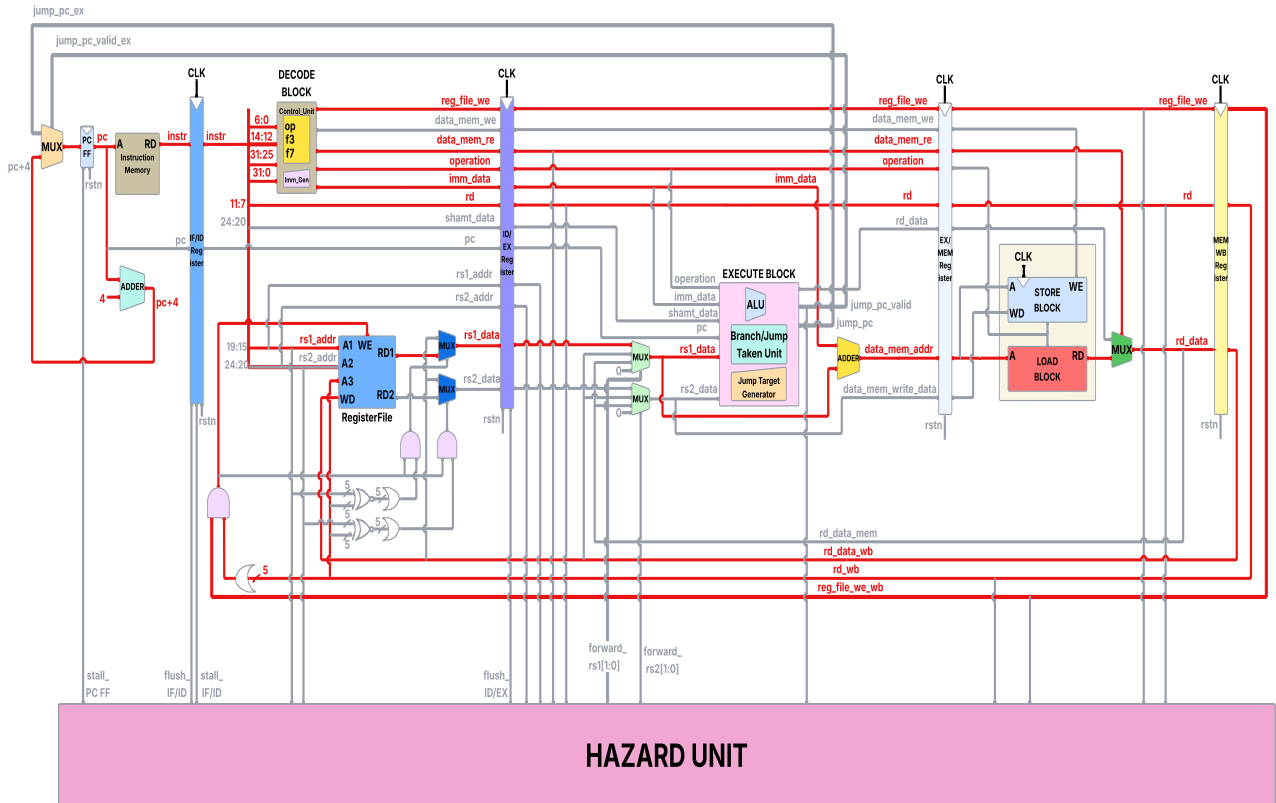 jump_pc_ex
jump_pc_valid_ex
CLK
DECODE
BLOCK
CLK
CLK
CLK
Control_Unit
op
f3
f7
Imm_Gen
6:0
14:12
31:25
31:0
11:7
24:20
reg_file_we
data_mem_we
data_mem_re
operation
imm_data
rd
shamt_data
pc
rs1_addr
rs2_addr
reg_file_we
data_mem_we
data_mem_re
operation
imm_data
rd
rd_data
reg_file_we
rd
MUX
PC
FF
pc
A RD
Instruction
Memory
instr
instr
pc+4
rstn
pc
IF/ID
Reg
ister
ID/
EX
Reg
ister
EX/
MEM
Reg
ister
MEM
WB
Reg
ister
ADDER
4
pc+4
EXECUTE BLOCK
operation
imm_data
shamt_data
pc
rs1_data
rs2_data
ALU
Branch/Jump
Taken Unit
Jump Target
Generator
jump_pc_valid
jump_pc
CLK
A
WD
WE
STORE
BLOCK
A
RD
LOAD
BLOCK
19:15
24:20
rs1_addr
rs2_addr
A1 WE
A2
A3
WD
RD1
RD2
RegisterFile
MUX
MUX
rs1_data
rs2_data
MUX
0
MUX
0
ADDER
data_mem_addr
data_mem_write_data
MUX
rd_data
rstn
rstn
rstn
rstn
5
5
5
5
5
5
rd_data_mem
rd_data_wb
rd_wb
reg_file_we_wb
forward_
rs1[1:0]
forward_
rs2[1:0]
stall_
PC FF
flush_
IF/ID
stall_
IF/ID
flush_
ID/EX
HAZARD UNIT